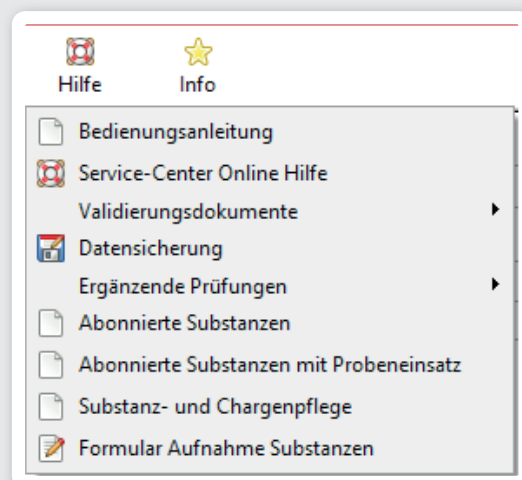 Hilfe Info
Bedienungsanleitung
Service-Center Online Hilfe
Validierungsdokumente
Datensicherung
Ergänzende Prüfungen
Abonnierte Substanzen
Abonnierte Substanzen mit Probeneinsatz
Substanz- und Chargenpflege
Formular Aufnahme Substanzen